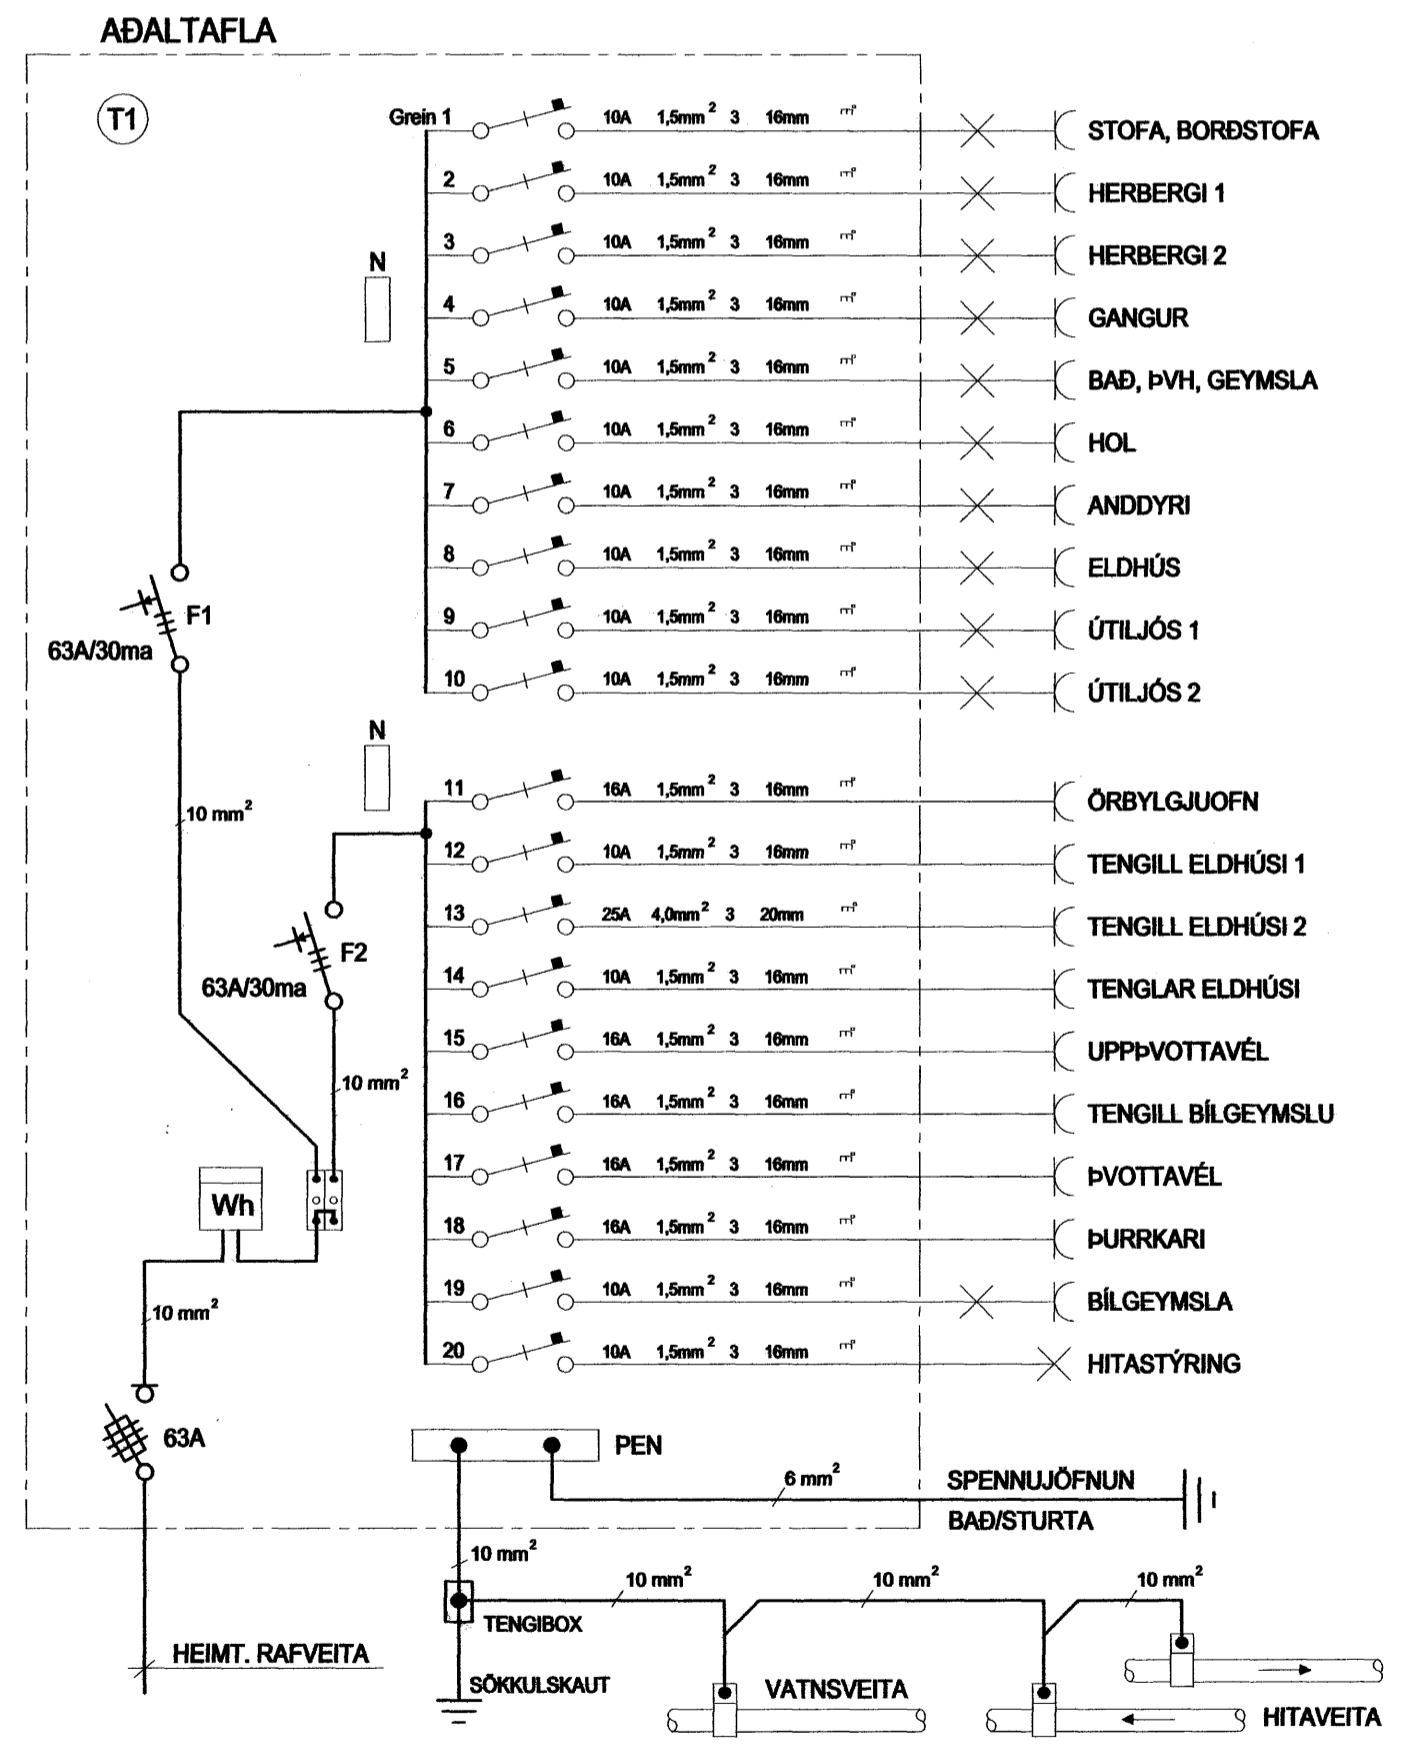 AÐALTAFLA
T1
Grein 1 10A 1,5mm² 3 16mm STOFA, BORÐSTOFA
2 10A 1,5mm² 3 16mm HERBERGI 1
3 10A 1,5mm² 3 16mm HERBERGI 2
N
4 10A 1,5mm² 3 16mm GANGUR
5 10A 1,5mm² 3 16mm BAÐ, ÞVH, GEYMSLA
6 10A 1,5mm² 3 16mm HOL
7 10A 1,5mm² 3 16mm ANDDYRI
8 10A 1,5mm² 3 16mm ELDHÚS
F1
63A/30ma
9 10A 1,5mm² 3 16mm ÚTILJÓS 1
10 10A 1,5mm² 3 16mm ÚTILJÓS 2
N
11 16A 1,5mm² 3 16mm ÖRBYLGJUOFN
10 mm²
12 10A 1,5mm² 3 16mm TENGILL ELDHÚSI 1
13 25A 4,0mm² 3 20mm TENGILL ELDHÚSI 2
F2
63A/30ma
14 10A 1,5mm² 3 16mm TENGLAR ELDHÚSI
15 16A 1,5mm² 3 16mm UPPÞVOTTAVÉL
10 mm²
16 16A 1,5mm² 3 16mm TENGILL BÍLGEYMSLU
17 16A 1,5mm² 3 16mm ÞVOTTAVÉL
Wh
18 16A 1,5mm² 3 16mm ÞURRKARI
19 10A 1,5mm² 3 16mm BÍLGEYMSLA
10 mm²
20 10A 1,5mm² 3 16mm HITASTÝRING
63A
PEN
6 mm²
SPENNUJÖFNUN
BAÐ/STURTA
10 mm²
10 mm² 10 mm² 10 mm²
TENGIBOX
HEIMT. RAFVEITA
SÖKKULSKAUT
VATNSVEITA
HITAVEITA